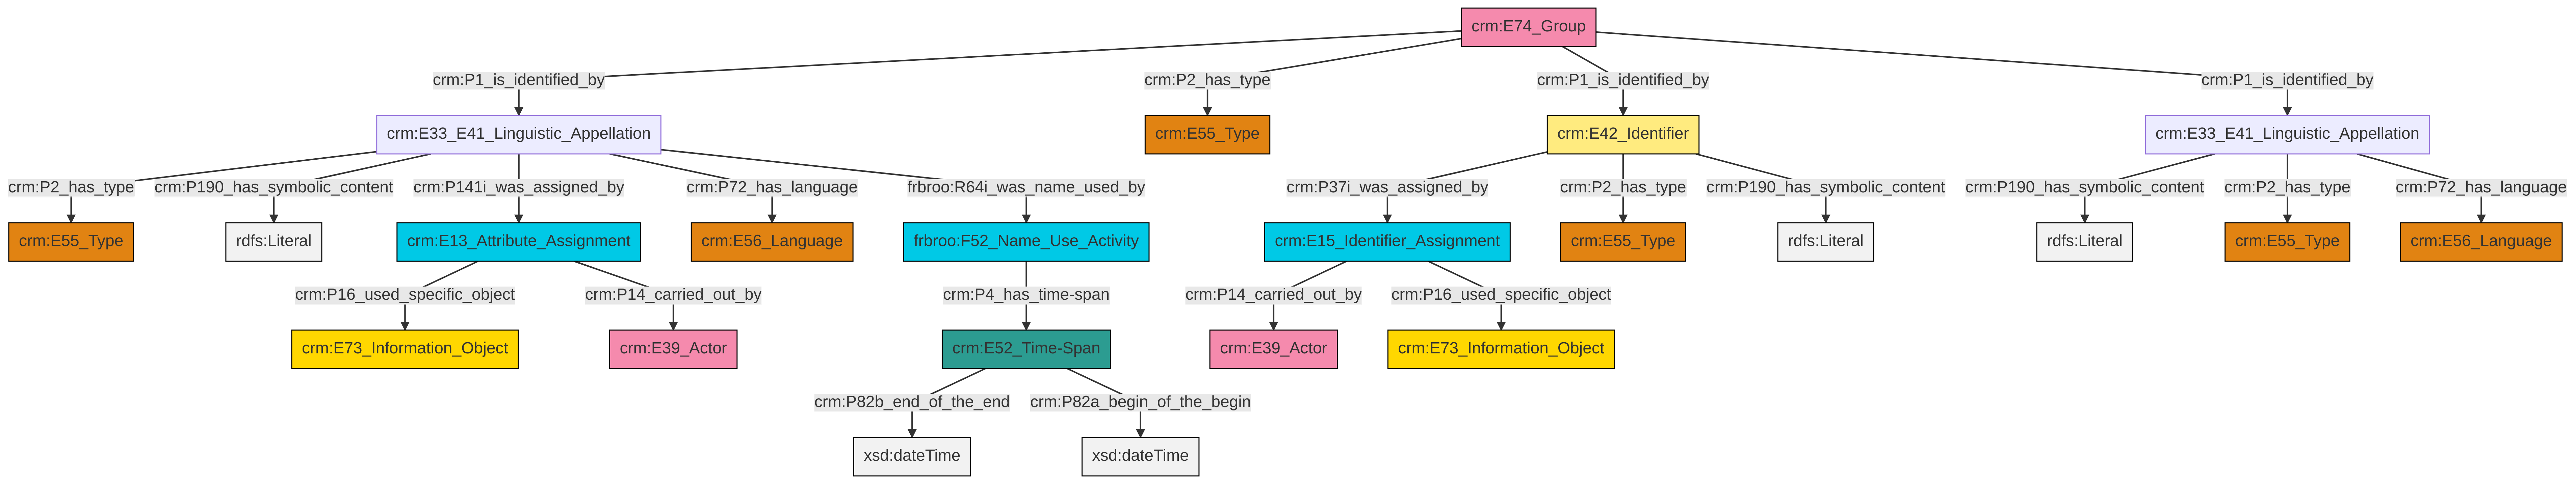 crm:E74_Group
crm:P1_is_identified_by
crm:P2_has_type
crm:P1_is_identified_by
crm:P1_is_identified_by
crm:E33_E41_Linguistic_Appellation
crm:E55_Type
crm:E42_Identifier
crm:E33_E41_Linguistic_Appellation
crm:P2_has_type
crm:P190_has_symbolic_content
crm:P141i_was_assigned_by
crm:P72_has_language
frbroo:R64i_was_name_used_by
crm:P37i_was_assigned_by
crm:P2_has_type
crm:P190_has_symbolic_content
crm:P190_has_symbolic_content
crm:P2_has_type
crm:P72_has_language
crm:E55_Type
rdfs:Literal
crm:E13_Attribute_Assignment
crm:E56_Language
frbroo:F52_Name_Use_Activity
crm:E15_Identifier_Assignment
crm:E55_Type
rdfs:Literal
rdfs:Literal
crm:E55_Type
crm:E56_Language
crm:P16_used_specific_object
crm:P14_carried_out_by
crm:P4_has_time-span
crm:P14_carried_out_by
crm:P16_used_specific_object
crm:E73_Information_Object
crm:E39_Actor
crm:E52_Time-Span
crm:E39_Actor
crm:E73_Information_Object
crm:P82b_end_of_the_end
crm:P82a_begin_of_the_begin
xsd:dateTime
xsd:dateTime